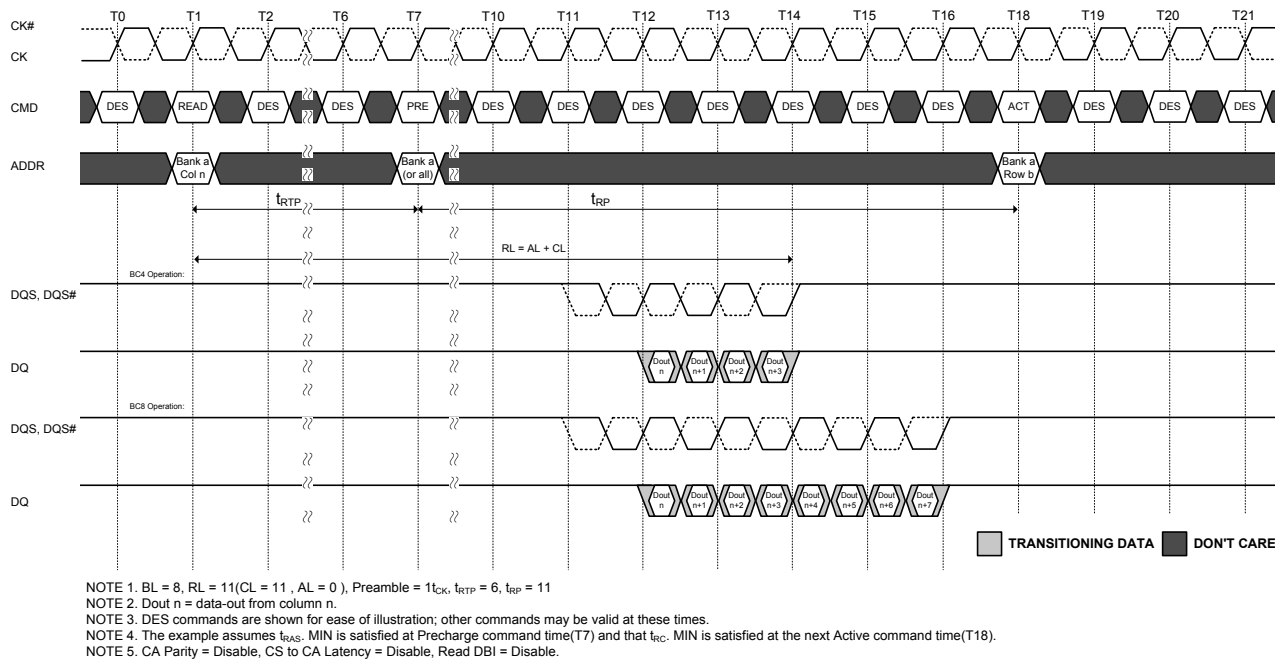 T0 T1 T2 T6 T7 T10 T11 T12 T13 T14 T15 T16 T18 T19 T20 T21
CK#
CK
CMD DES READ DES DES PRE DES DES DES DES DES DES DES ACT DES DES DES
ADDR
Bank a
Col n
Bank a
(or all)
Bank a
Row b
tRTP tRP
RL = AL + CL
BC4 Operation:
DQS, DQS#
DQ
Dout n Dout n+1 Dout n+2 Dout n+3
BC8 Operation:
DQS, DQS#
DQ
Dout n Dout n+1 Dout n+2 Dout n+3 Dout n+4 Dout n+5 Dout n+6 Dout n+7
TRANSITIONING DATA DON'T CARE
NOTE 1. BL = 8, RL = 11(CL = 11 , AL = 0 ), Preamble = 1tCK, tRTP = 6, tRP = 11
NOTE 2. Dout n = data-out from column n.
NOTE 3. DES commands are shown for ease of illustration; other commands may be valid at these times.
NOTE 4. The example assumes tRAS. MIN is satisfied at Precharge command time(T7) and that tRC. MIN is satisfied at the next Active command time(T18).
NOTE 5. CA Parity = Disable, CS to CA Latency = Disable, Read DBI = Disable.